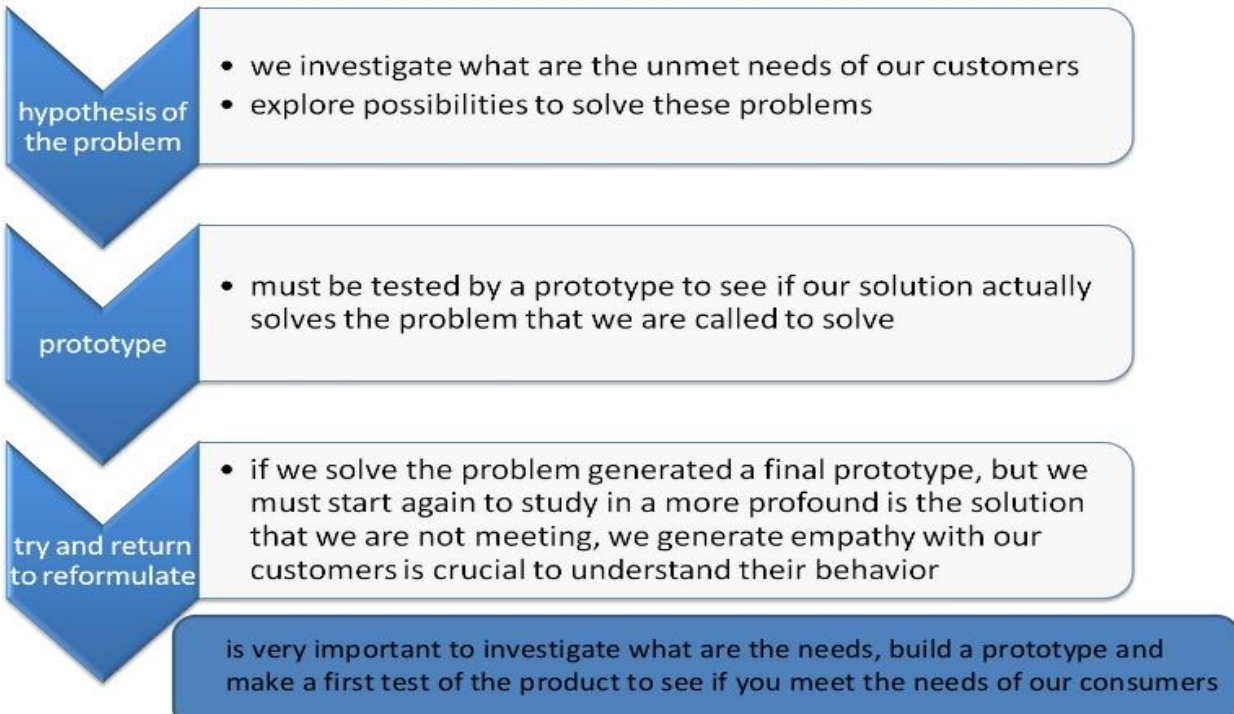 hypothesis of
the problem
• we investigate what are the unmet needs of our customers
• explore possibilities to solve these problems
prototype
• must be tested by a prototype to see if our solution actually
solves the problem that we are called to solve
try and return
to reformulate
• if we solve the problem generated a final prototype, but we
must start again to study in a more profound is the solution
that we are not meeting, we generate empathy with our
customers is crucial to understand their behavior
is very important to investigate what are the needs, build a prototype and
make a first test of the product to see if you meet the needs of our consumers